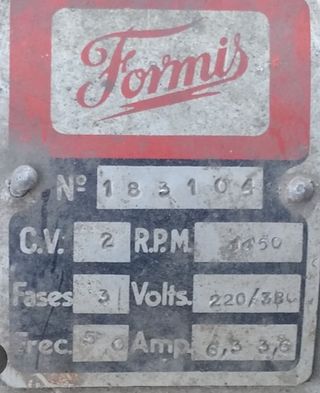 Formis
Nº 183104
C.V. 2 R.P.M. 1450
Fases 3 Volts. 220/380
Frec. 50 Amp. 6,3 3,6